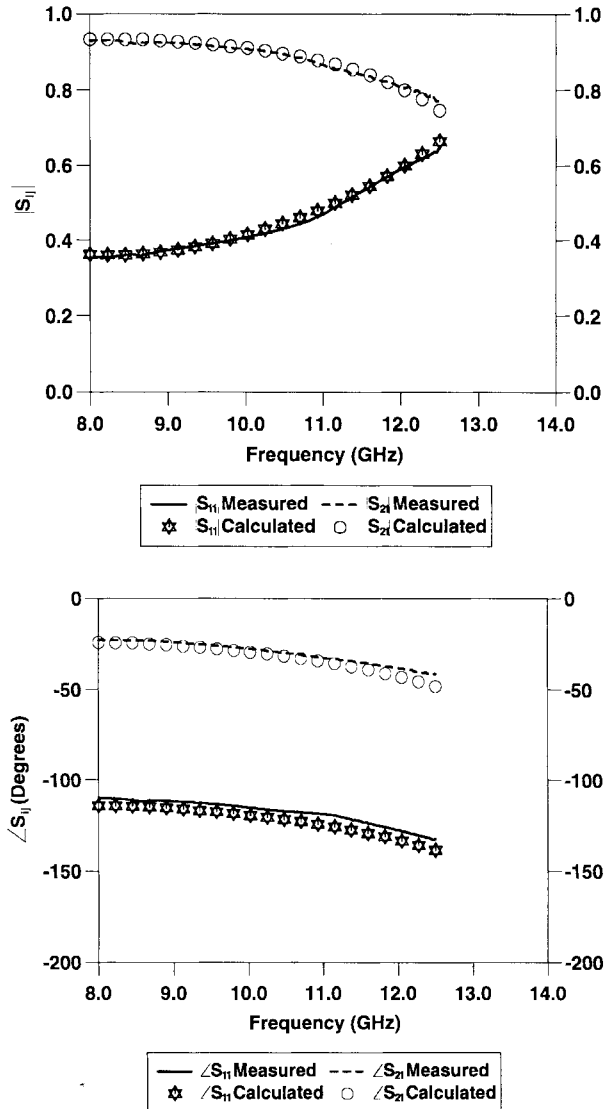 1.0 1.0
0.8 0.8
0.6 0.6
|S_ij|
0.4 0.4
0.2 0.2
0.0 0.0
8.0 9.0 10.0 11.0 12.0 13.0 14.0
Frequency (GHz)
|S₁₁| Measured |S₂₁| Measured
|S₁₁| Calculated |S₂₁| Calculated
0 0
-50 -50
∠S_ij (Degrees)
-100 -100
-150 -150
-200 -200
8.0 9.0 10.0 11.0 12.0 13.0 14.0
Frequency (GHz)
∠S₁₁ Measured ∠S₂₁ Measured
∠S₁₁ Calculated ∠S₂₁ Calculated